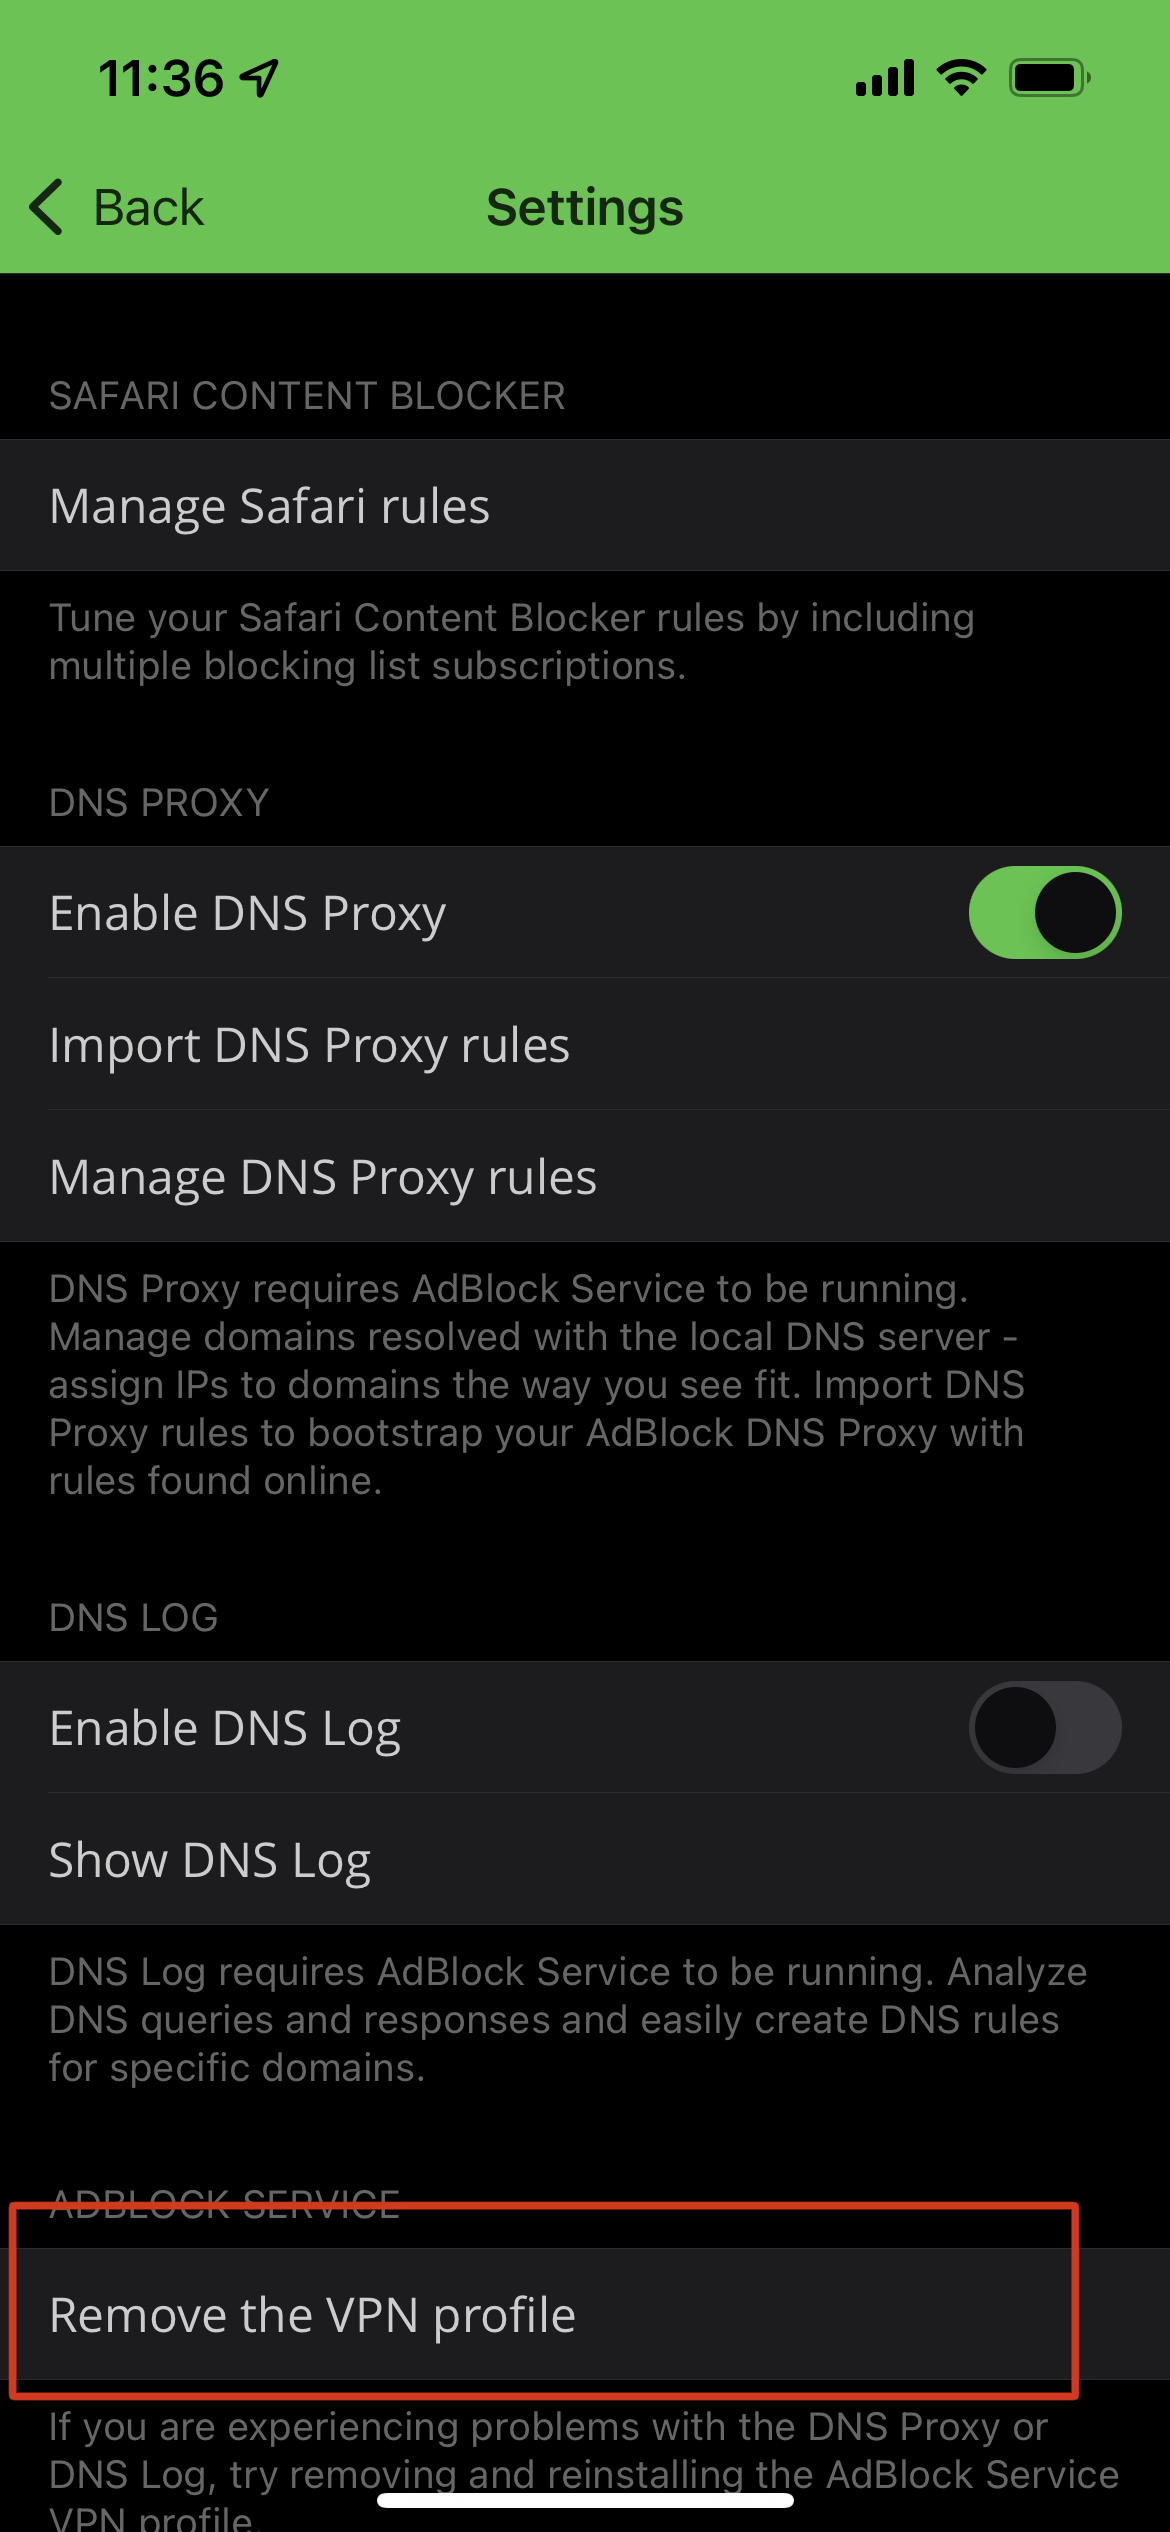 11:36
Back
Settings
SAFARI CONTENT BLOCKER
Manage Safari rules
Tune your Safari Content Blocker rules by including
multiple blocking list subscriptions.
DNS PROXY
Enable DNS Proxy
Import DNS Proxy rules
Manage DNS Proxy rules
DNS Proxy requires AdBlock Service to be running.
Manage domains resolved with the local DNS server -
assign IPs to domains the way you see fit. Import DNS
Proxy rules to bootstrap your AdBlock DNS Proxy with
rules found online.
DNS LOG
Enable DNS Log
Show DNS Log
DNS Log requires AdBlock Service to be running. Analyze
DNS queries and responses and easily create DNS rules
for specific domains.
ADBLOCK SERVICE
Remove the VPN profile
If you are experiencing problems with the DNS Proxy or
DNS Log, try removing and reinstalling the AdBlock Service
VPN profile.